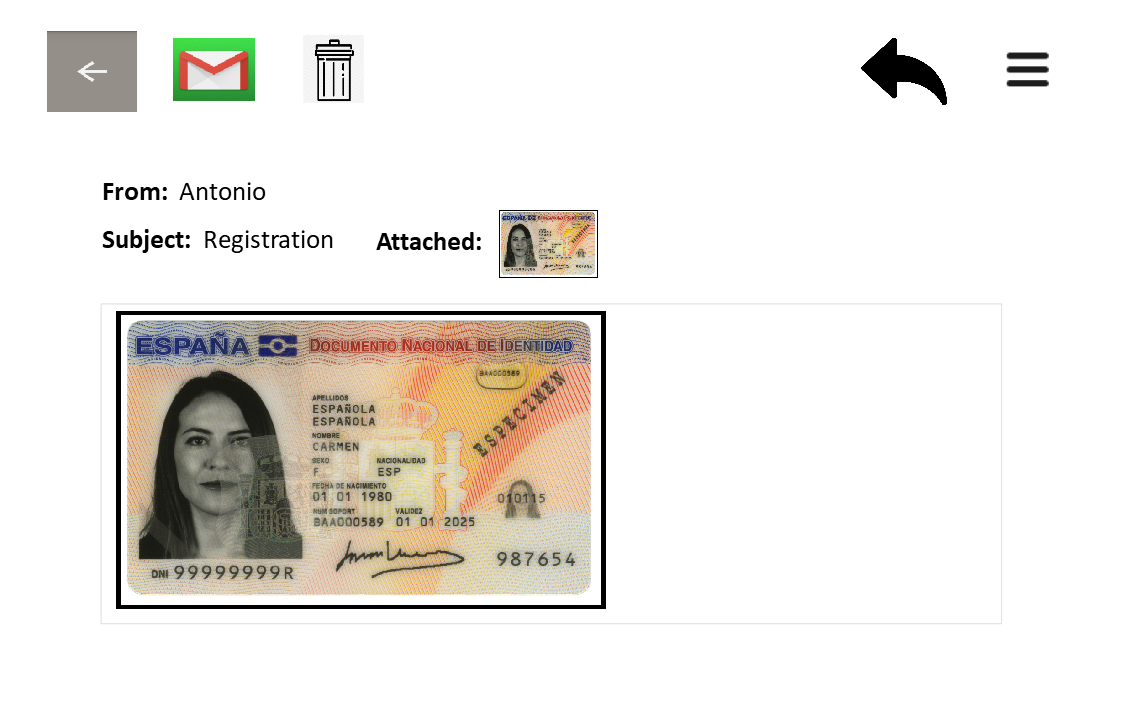 From: Antonio
Subject: Registration
Attached:
ESPAÑA DOCUMENTO NACIONAL DE IDENTIDAD
BAA000589
APELLIDOS
ESPAÑOLA
ESPAÑOLA
ESPECIMEN
NOMBRE
CARMEN
SEXO NACIONALIDAD
F ESP
FECHA DE NACIMIENTO
01 01 1980
010115
NUM SOPORT VALIDEZ
BAA000589 01 01 2025
987654
DNI 99999999R